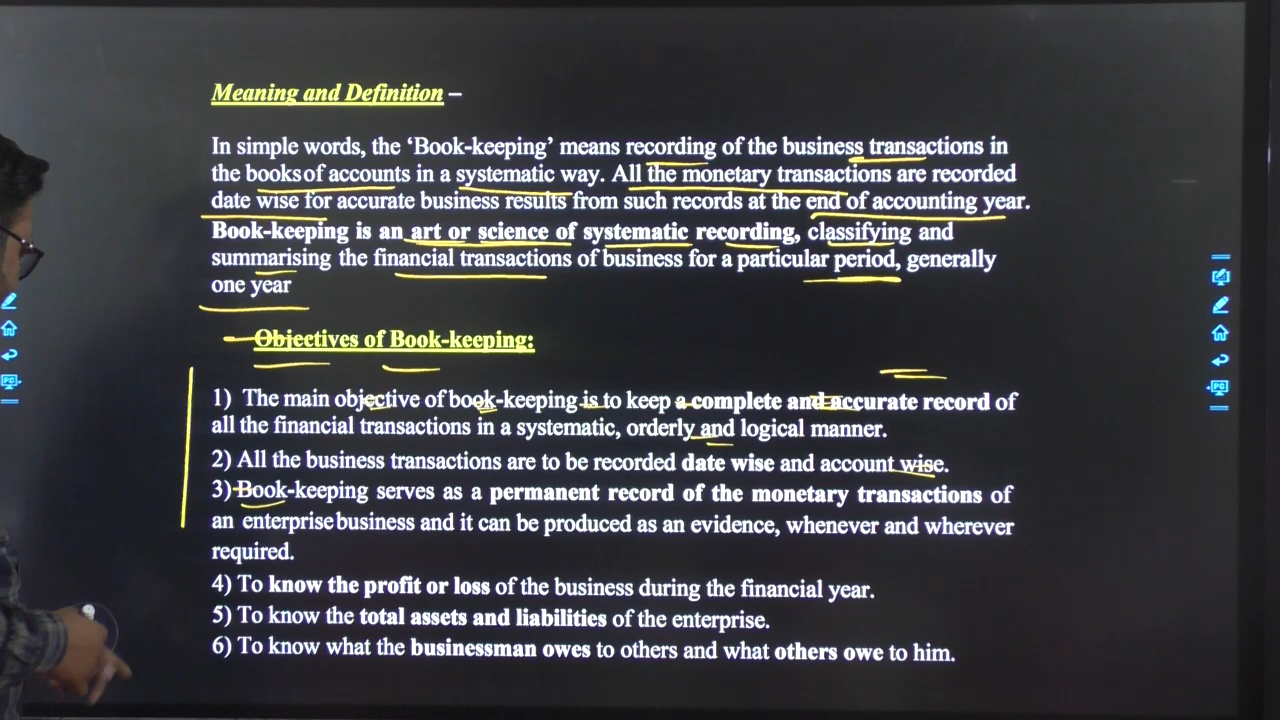 Meaning and Definition –
In simple words, the ‘Book-keeping’ means recording of the business transactions in
the books of accounts in a systematic way. All the monetary transactions are recorded
date wise for accurate business results from such records at the end of accounting year.
Book-keeping is an art or science of systematic recording, classifying and
summarising the financial transactions of business for a particular period, generally
one year
Objectives of Book-keeping:
1) The main objective of book-keeping is to keep a complete and accurate record of
all the financial transactions in a systematic, orderly and logical manner.
2) All the business transactions are to be recorded date wise and account wise.
3) Book-keeping serves as a permanent record of the monetary transactions of
an enterprise business and it can be produced as an evidence, whenever and wherever
required.
4) To know the profit or loss of the business during the financial year.
5) To know the total assets and liabilities of the enterprise.
6) To know what the businessman owes to others and what others owe to him.
PC
PC